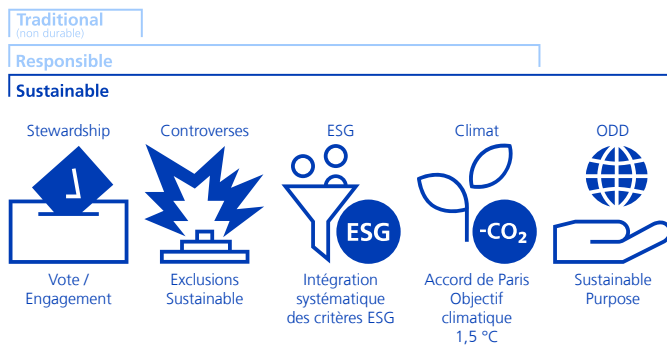 Traditional
(non durable)
Responsible
Sustainable
Stewardship
Controverses
ESG
Climat
ODD
ESG
-CO₂
Vote /
Engagement
Exclusions
Sustainable
Intégration
systématique
des critères ESG
Accord de Paris
Objectif
climatique
1,5 °C
Sustainable
Purpose